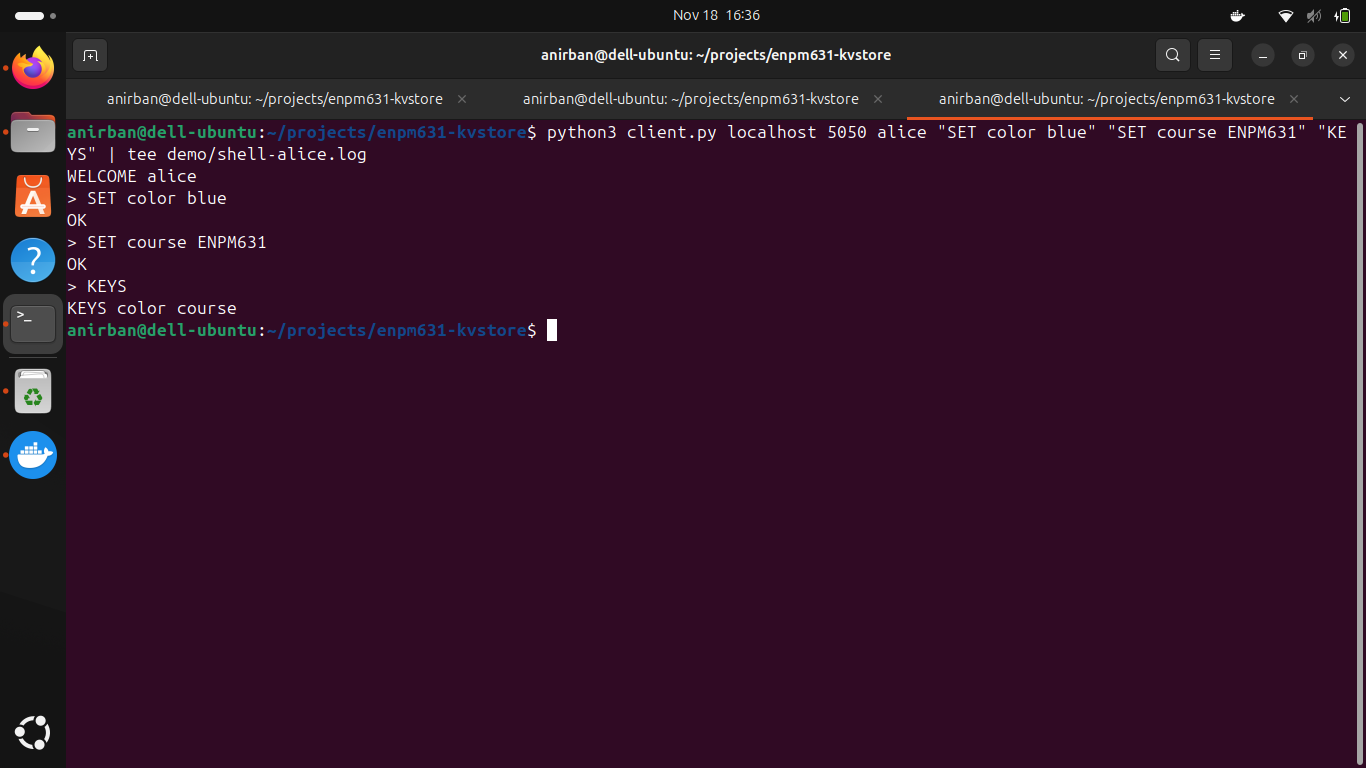 Nov 18 16:36
anirban@dell-ubuntu: ~/projects/enpm631-kvstore
anirban@dell-ubuntu: ~/projects/enpm631-kvstore
anirban@dell-ubuntu: ~/projects/enpm631-kvstore
anirban@dell-ubuntu: ~/projects/enpm631-kvstore
anirban@dell-ubuntu:~/projects/enpm631-kvstore$ python3 client.py localhost 5050 alice "SET color blue" "SET course ENPM631" "KE
YS" | tee demo/shell-alice.log
WELCOME alice
> SET color blue
OK
> SET course ENPM631
OK
> KEYS
KEYS color course
anirban@dell-ubuntu:~/projects/enpm631-kvstore$